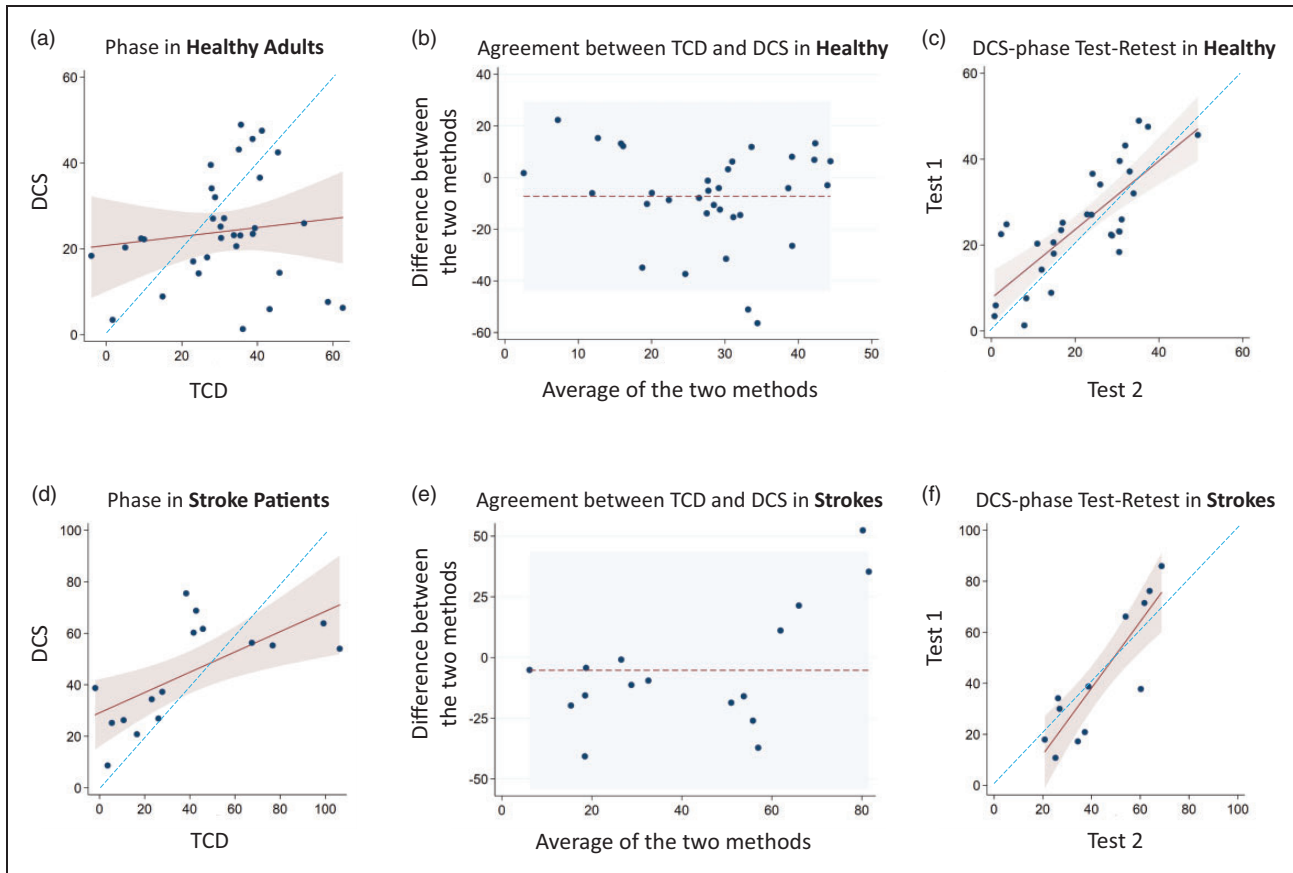 (a)
Phase in Healthy Adults
60
40
20
0
DCS
0
20
40
60
TCD
(b)
Agreement between TCD and DCS in Healthy
40
20
0
-20
-40
-60
Difference between
the two methods
0
10
20
30
40
50
Average of the two methods
(c)
DCS-phase Test-Retest in Healthy
60
40
20
0
Test 1
0
20
40
60
Test 2
(d)
Phase in Stroke Patients
100
80
60
40
20
0
DCS
0
20
40
60
80
100
TCD
(e)
Agreement between TCD and DCS in Strokes
50
25
0
-25
-50
Difference between
the two methods
0
20
40
60
80
Average of the two methods
(f)
DCS-phase Test-Retest in Strokes
100
80
60
40
20
0
Test 1
0
20
40
60
80
100
Test 2